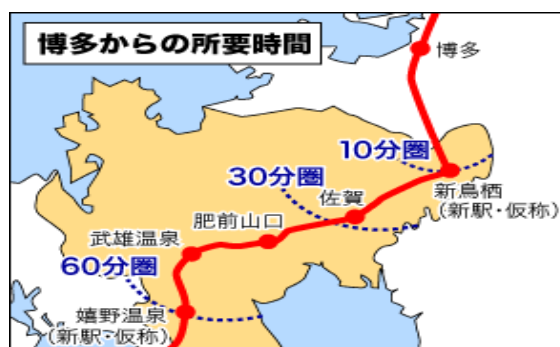 博多からの所要時間
博多
10分圏
30分圏
新鳥栖
(新駅・仮称)
佐賀
肥前山口
武雄温泉
60分圏
嬉野温泉
(新駅・仮称)